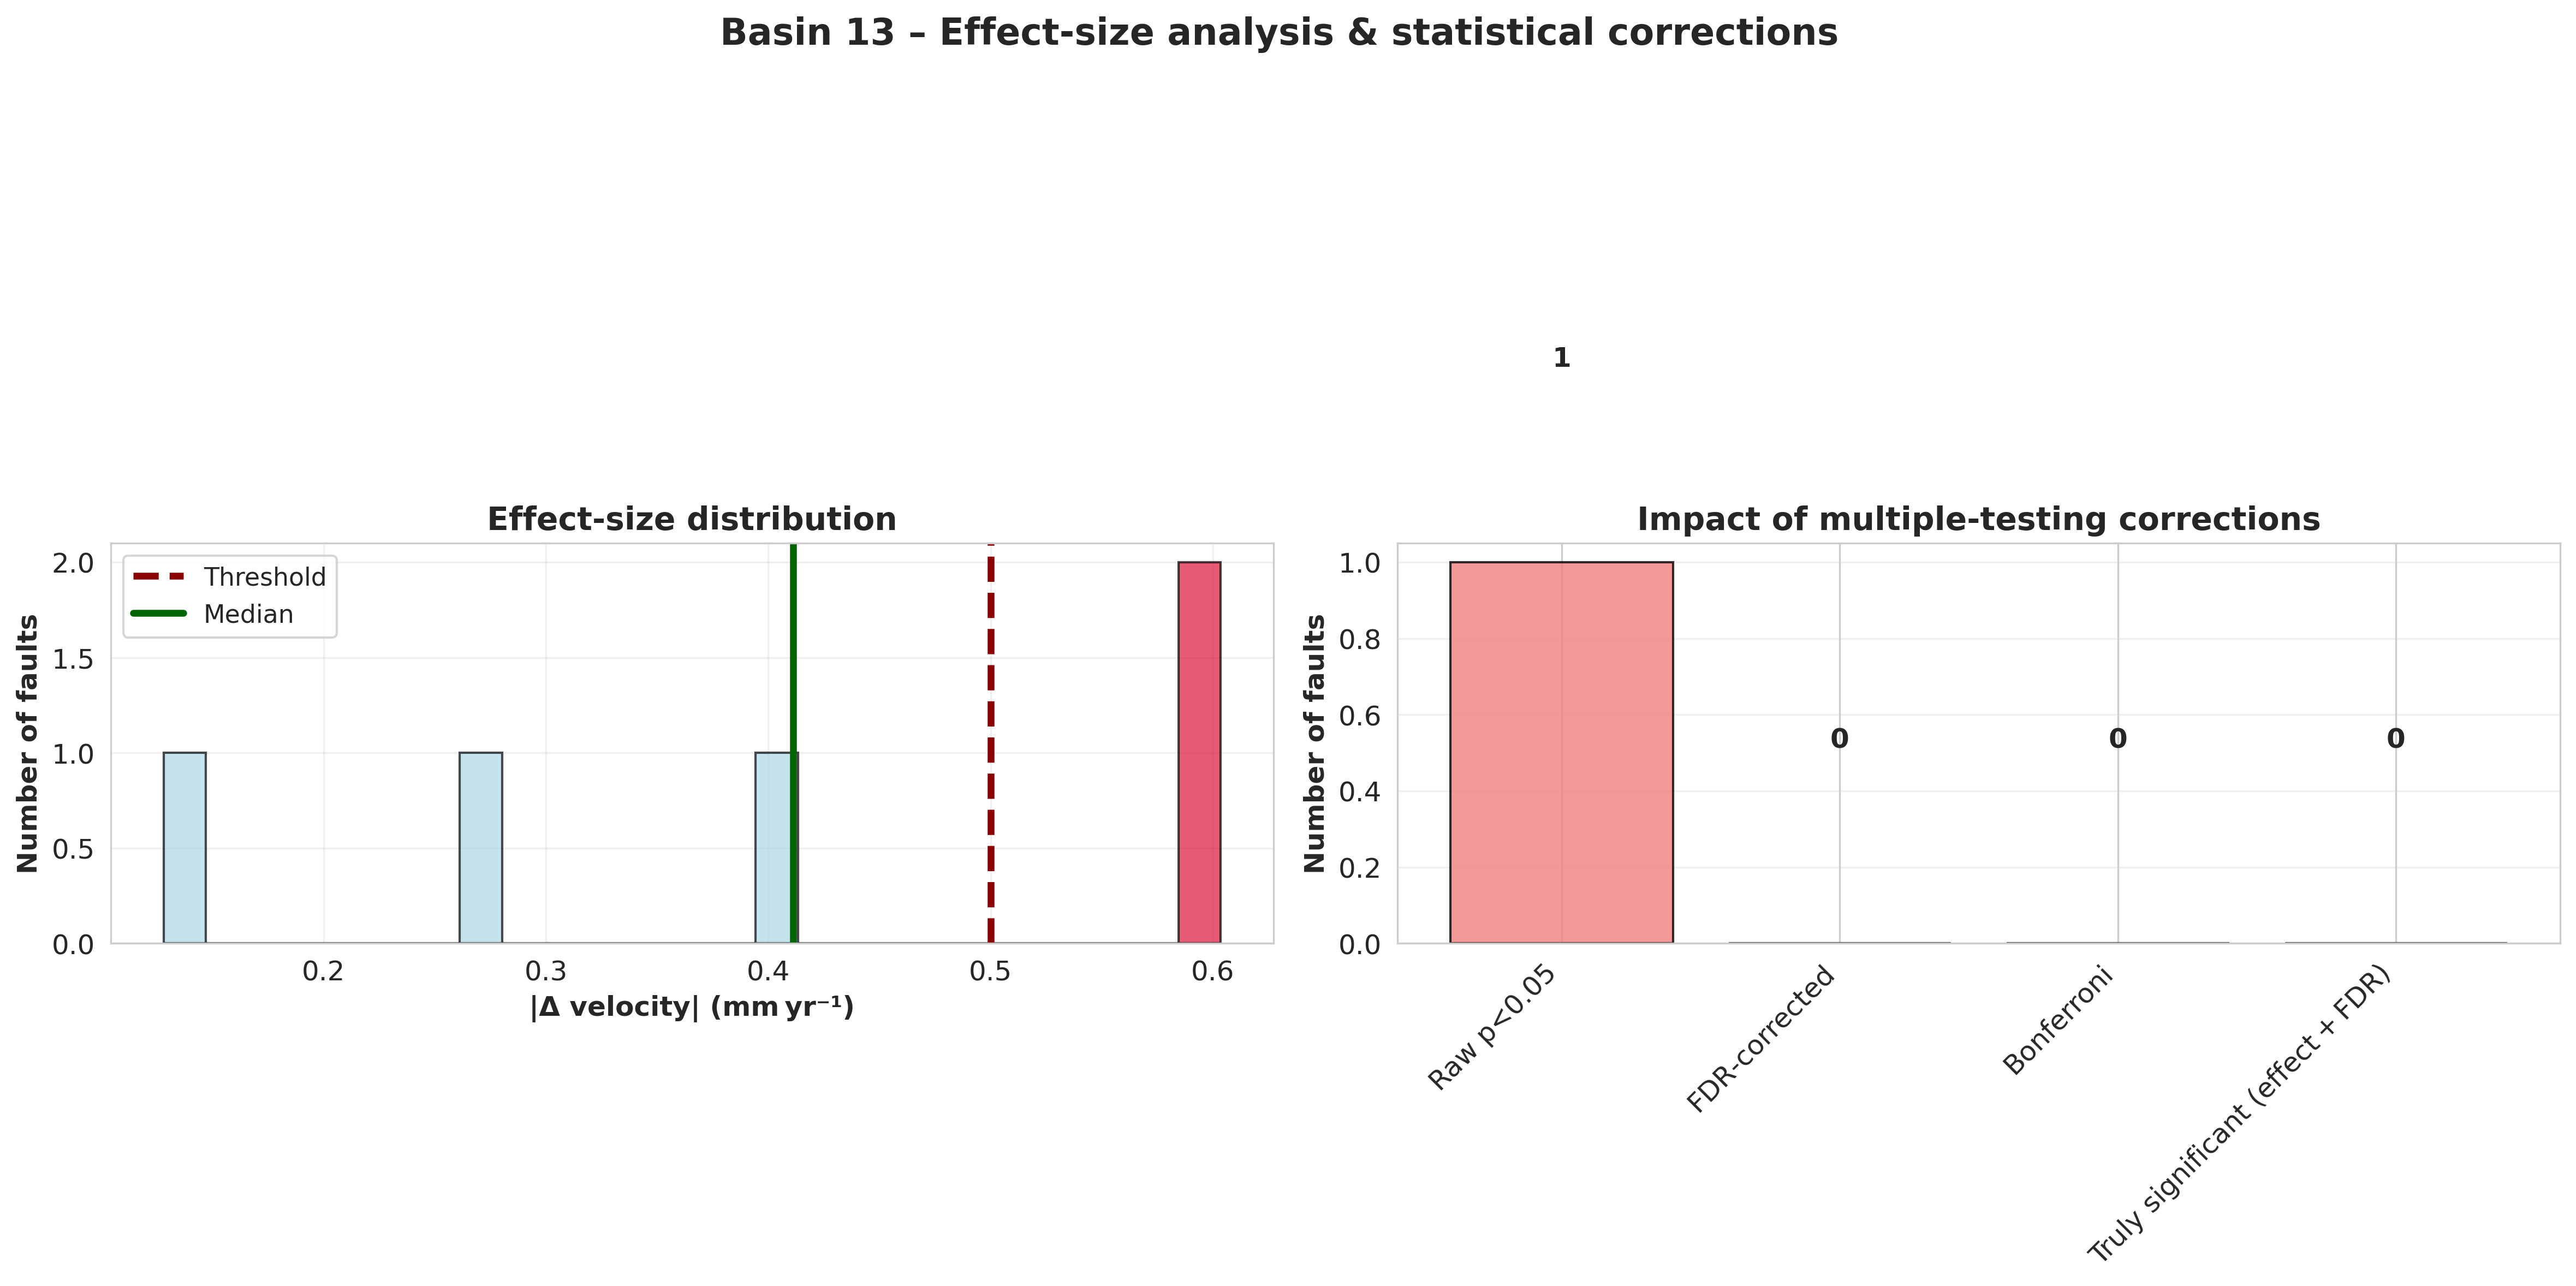 Basin 13 – Effect-size analysis & statistical corrections
Effect-size distribution
Threshold
Median
Number of faults
2.0
1.5
1.0
0.5
0.0
0.2
0.3
0.4
0.5
0.6
|Δ velocity| (mm yr⁻¹)
1
Impact of multiple-testing corrections
Number of faults
1.0
0.8
0.6
0.4
0.2
0.0
0
0
0
Raw p<0.05
FDR-corrected
Bonferroni
Truly significant (effect + FDR)